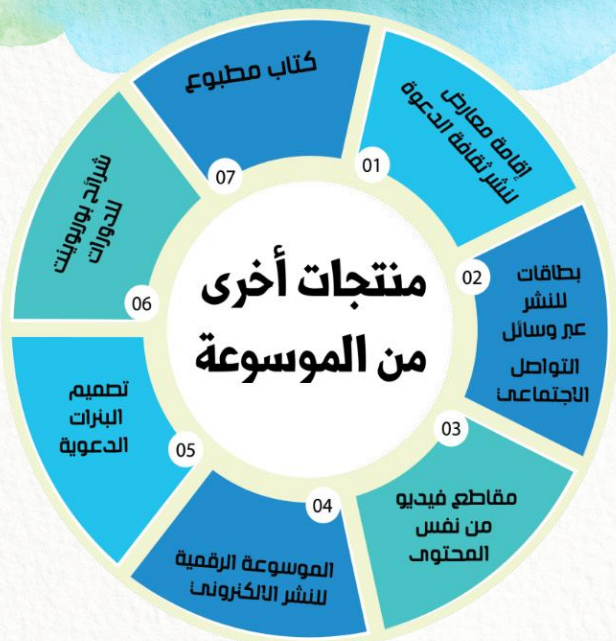 منتجات أخرى
من الموسوعة
01
إقامة معارض
لنشر ثقافة الدعوة
02
بطاقات
للنشر
عبر وسائل
التواصل
الاجتماعي
03
مقاطع فيديو
من نفس
المحتوى
04
الموسوعة الرقمية
للنشر الالكتروني
05
تصميم
البنرات
الدعوية
06
شرائح بوربوينت
للدورات
07
كتاب مطبوع